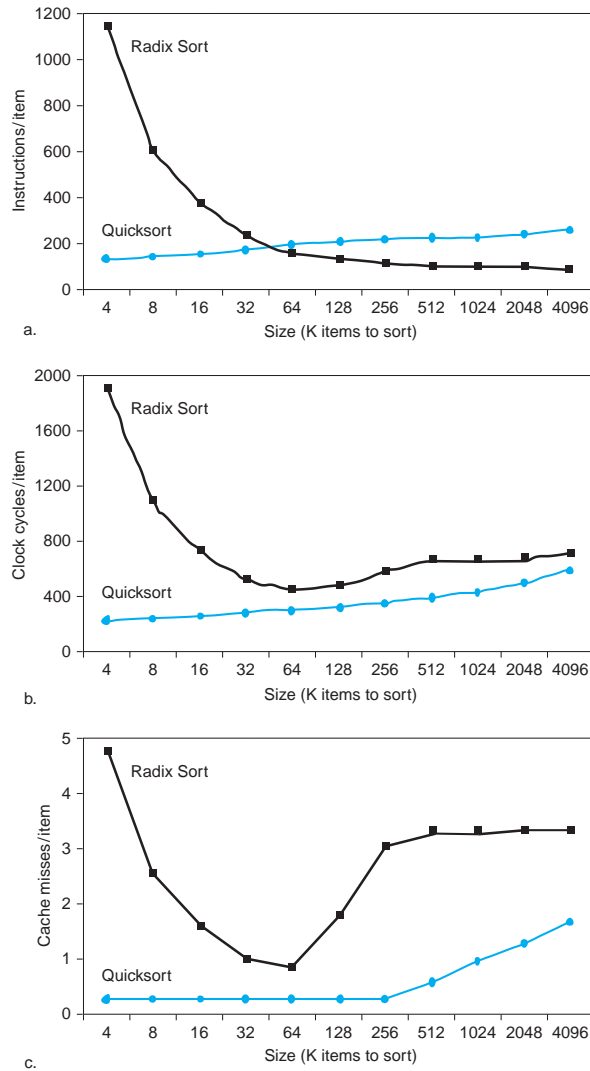 1200
1000
800
600
400
200
0
Instructions/item
Radix Sort
Quicksort
4 8 16 32 64 128 256 512 1024 2048 4096
Size (K items to sort)
a.
2000
1600
1200
800
400
0
Clock cycles/item
Radix Sort
Quicksort
4 8 16 32 64 128 256 512 1024 2048 4096
Size (K items to sort)
b.
5
4
3
2
1
0
Cache misses/item
Radix Sort
Quicksort
4 8 16 32 64 128 256 512 1024 2048 4096
Size (K items to sort)
c.